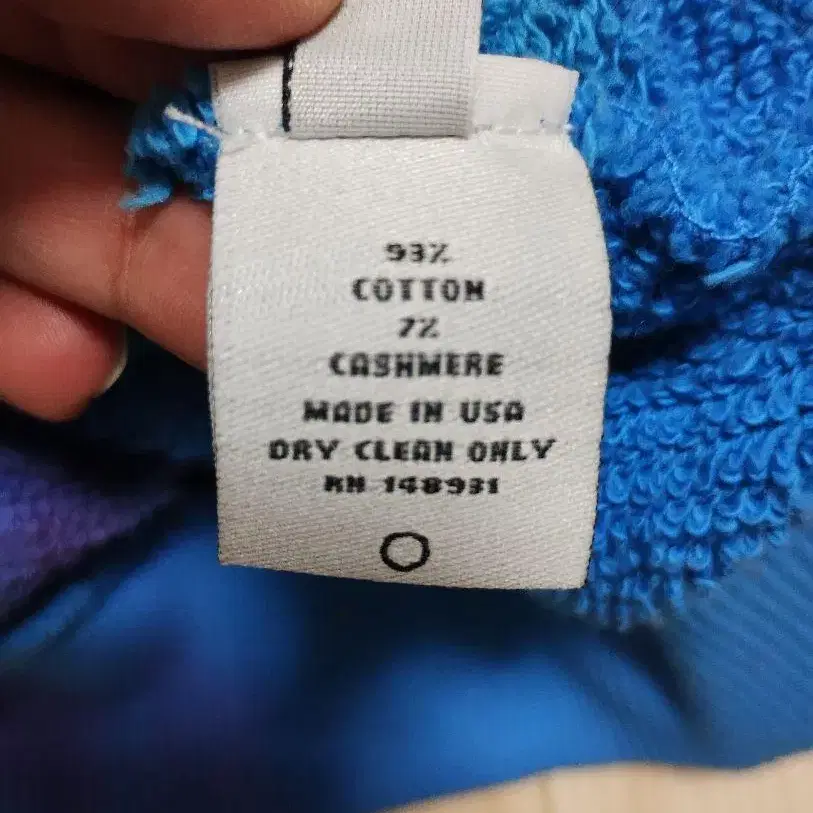 93%
COTTON
7%
CASHMERE
MADE IN USA
DRY CLEAN ONLY
RN 148931